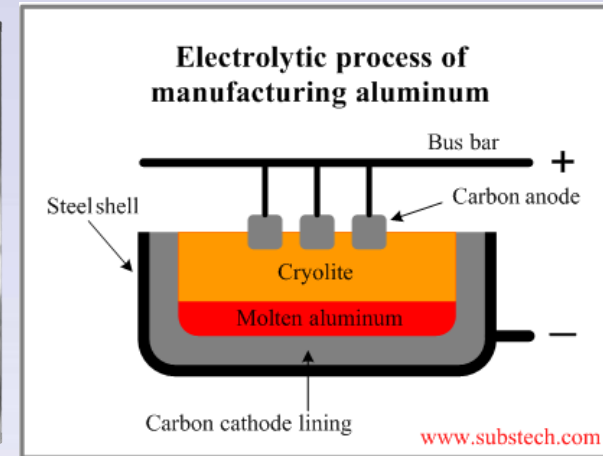 Electrolytic process of
manufacturing aluminum
Bus bar
+
Carbon anode
Steel shell
Cryolite
Molten aluminum
−
Carbon cathode lining
www.substech.com